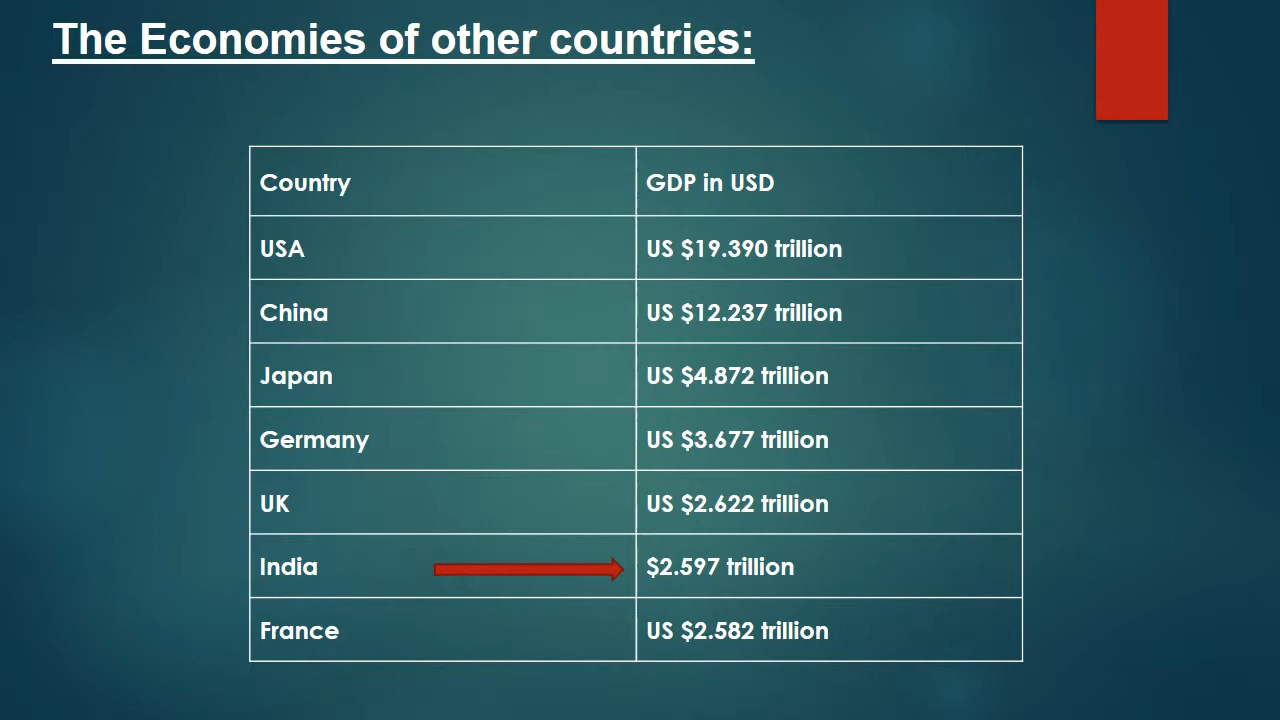 The Economies of other countries:
Country GDP in USD
USA US $19.390 trillion
China US $12.237 trillion
Japan US $4.872 trillion
Germany US $3.677 trillion
UK US $2.622 trillion
India $2.597 trillion
France US $2.582 trillion